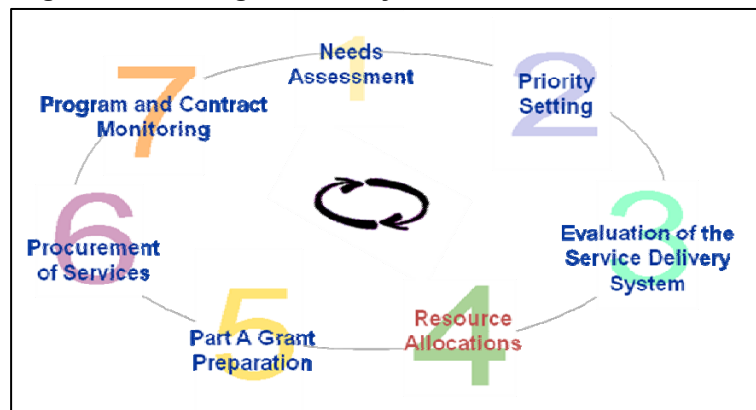 1
Needs
Assessment
2
Priority
Setting
3
Evaluation of the
Service Delivery
System
4
Resource
Allocations
5
Part A Grant
Preparation
6
Procurement
of Services
7
Program and Contract
Monitoring